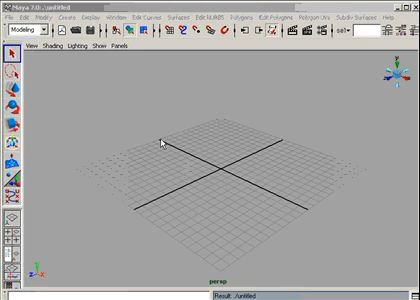 Maya 7.0: .\untitled
File Edit Modify Create Display Window Edit Curves Surfaces Edit NURBS Polygons Edit Polygons Polygon UVs Subdiv Surfaces
Modeling
sel
View Shading Lighting Show Panels
y
z
x
persp
Result: ./untitled